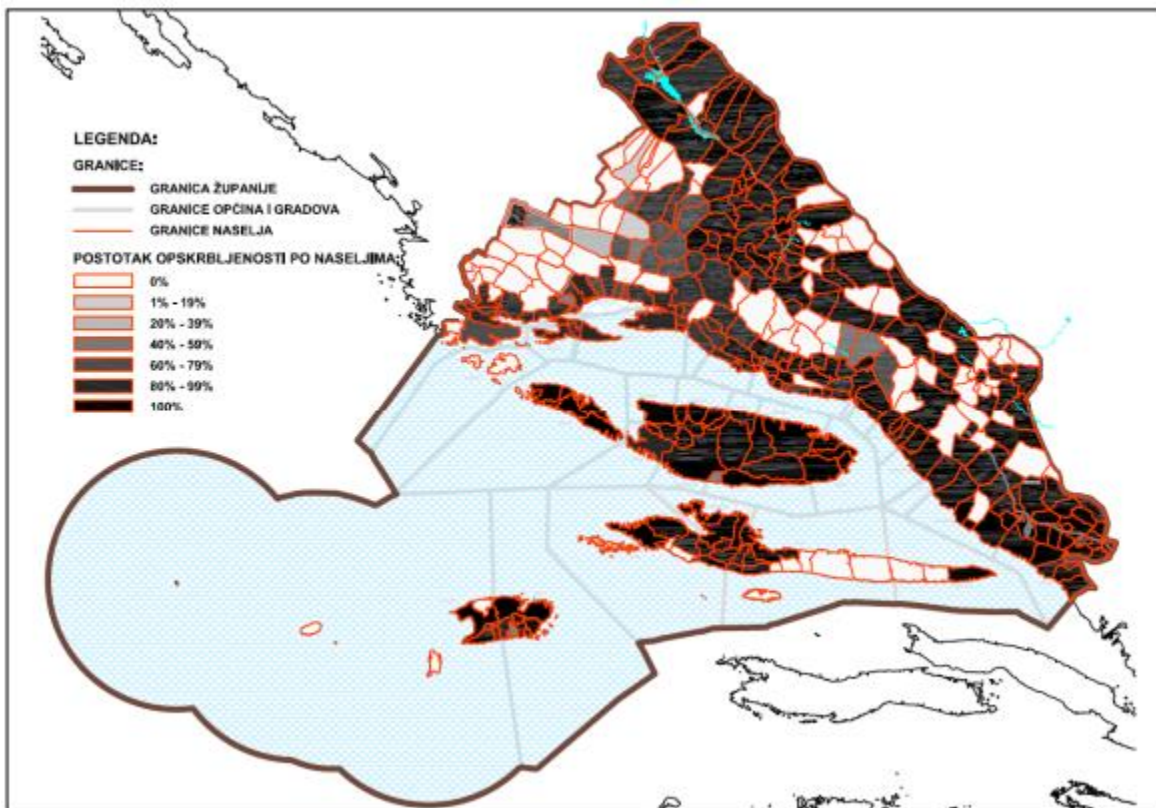 LEGENDA:
GRANICE:
GRANICA ŽUPANIJE
GRANICE OPĆINA I GRADOVA
GRANICE NASELJA
POSTOTAK OPSKRBLJENOSTI PO NASELJIMA:
0%
1% - 19%
20% - 39%
40% - 59%
60% - 79%
80% - 99%
100%